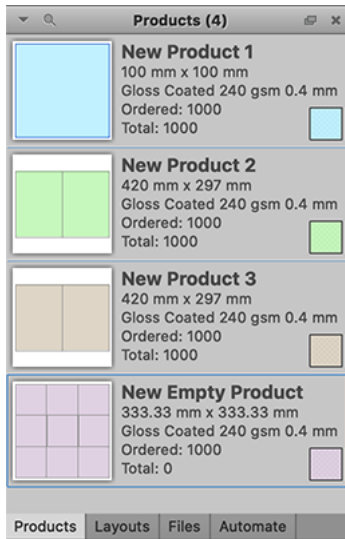 Products (4)
New Product 1
100 mm x 100 mm
Gloss Coated 240 gsm 0.4 mm
Ordered: 1000
Total: 1000
New Product 2
420 mm x 297 mm
Gloss Coated 240 gsm 0.4 mm
Ordered: 1000
Total: 1000
New Product 3
420 mm x 297 mm
Gloss Coated 240 gsm 0.4 mm
Ordered: 1000
Total: 1000
New Empty Product
333.33 mm x 333.33 mm
Gloss Coated 240 gsm 0.4 mm
Ordered: 1000
Total: 0
Products Layouts Files Automate